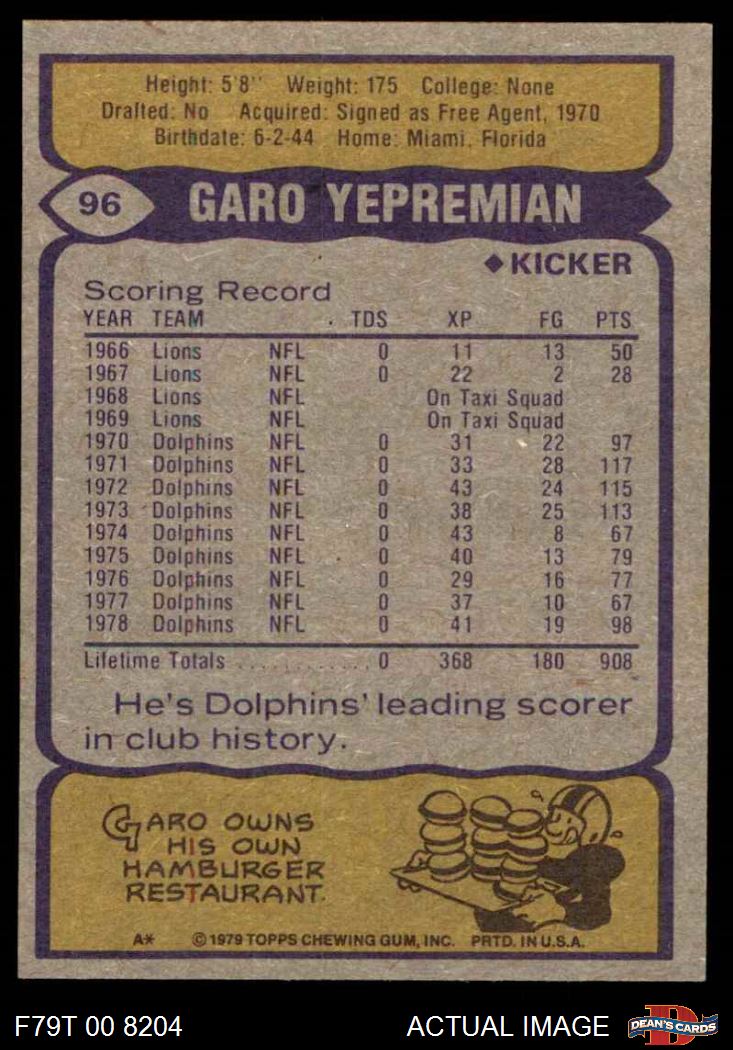 Height: 5'8'' Weight: 175 College: None
Drafted: No Acquired: Signed as Free Agent, 1970
Birthdate: 6-2-44 Home: Miami, Florida
96 GARO YEPREMIAN
◆KICKER
Scoring Record
YEAR TEAM TDS XP FG PTS
1966 Lions NFL 0 11 13 50
1967 Lions NFL 0 22 2 28
1968 Lions NFL On Taxi Squad
1969 Lions NFL On Taxi Squad
1970 Dolphins NFL 0 31 22 97
1971 Dolphins NFL 0 33 28 117
1972 Dolphins NFL 0 43 24 115
1973 Dolphins NFL 0 38 25 113
1974 Dolphins NFL 0 43 8 67
1975 Dolphins NFL 0 40 13 79
1976 Dolphins NFL 0 29 16 77
1977 Dolphins NFL 0 37 10 67
1978 Dolphins NFL 0 41 19 98
Lifetime Totals ............ 0 368 180 908
He's Dolphins' leading scorer
in club history.
GARO OWNS
HIS OWN
HAMBURGER
RESTAURANT.
A* © 1979 TOPPS CHEWING GUM, INC. PRTD. IN U.S.A.
F79T 00 8204 ACTUAL IMAGE D DEAN'S CARDS